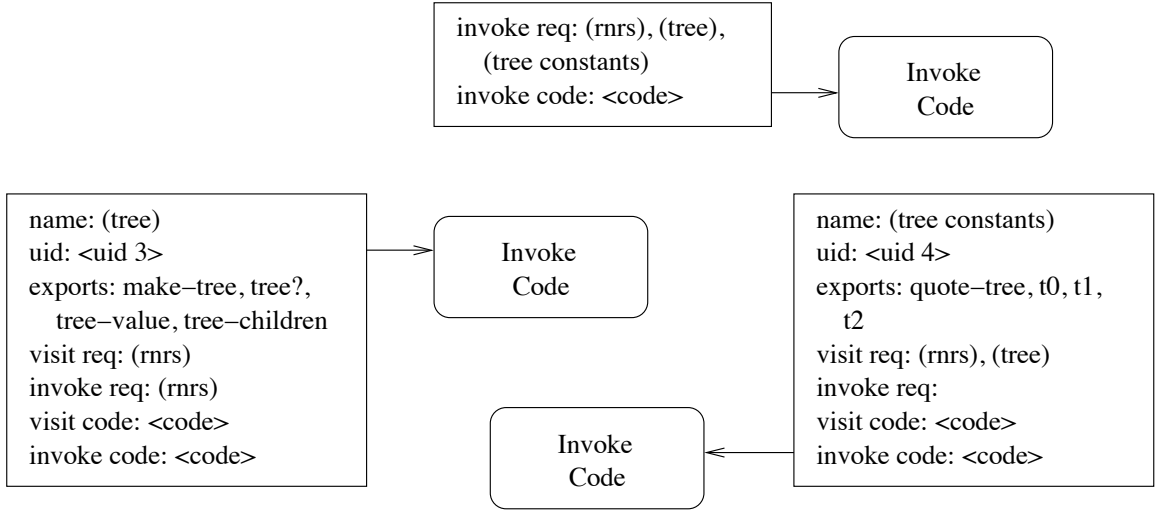 invoke req: (rnrs), (tree),
(tree constants)
invoke code: <code>
Invoke
Code
name: (tree)
uid: <uid 3>
exports: make–tree, tree?,
tree–value, tree–children
visit req: (rnrs)
invoke req: (rnrs)
visit code: <code>
invoke code: <code>
Invoke
Code
name: (tree constants)
uid: <uid 4>
exports: quote–tree, t0, t1,
t2
visit req: (rnrs), (tree)
invoke req:
visit code: <code>
invoke code: <code>
Invoke
Code